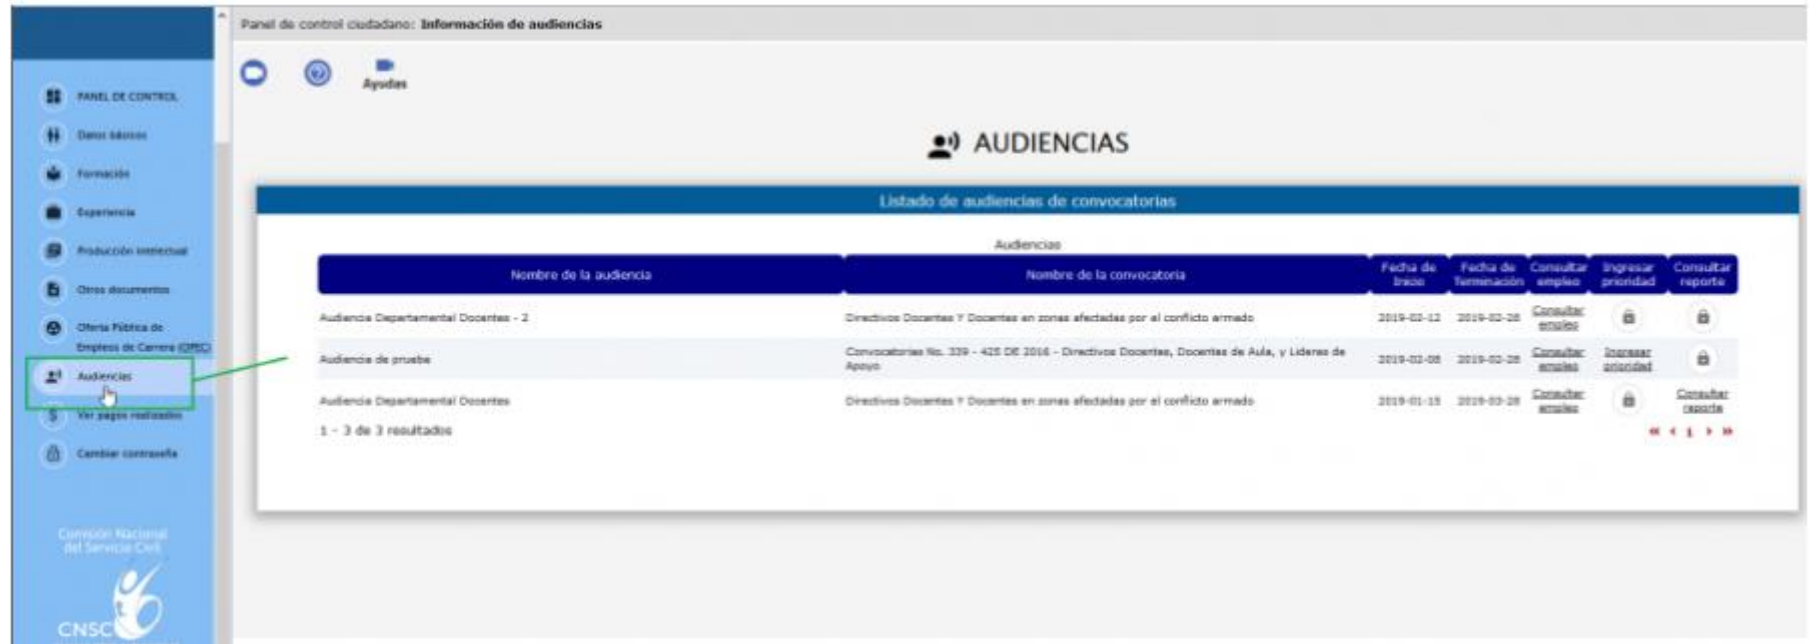 Panel de control ciudadano: Información de audiencias
Ayudas
PANEL DE CONTROL
Datos básicos
Formación
Experiencia
Producción intelectual
Otros documentos
Oferta Pública de
Empleos de Carrera (OPEC)
Audiencias
Ver pagos realizados
Cambiar contraseña
Comisión Nacional
del Servicio Civil
CNSC
AUDIENCIAS
Listado de audiencias de convocatorias
Audiencias
Nombre de la audiencia Nombre de la convocatoria Fecha de Inicio Fecha de Terminación Consultar empleo Ingresar prioridad Consultar reporte
Audiencia Departamental Docentes - 2 Directivos Docentes Y Docentes en zonas afectadas por el conflicto armado 2019-02-12 2019-02-28 Consultar empleo
Audiencia de prueba Convocatorias No. 339 - 425 DE 2016 - Directivos Docentes, Docentes de Aula, y Líderes de Apoyo 2019-02-08 2019-02-28 Consultar empleo Ingresar prioridad
Audiencia Departamental Docentes Directivos Docentes Y Docentes en zonas afectadas por el conflicto armado 2019-01-15 2019-03-28 Consultar empleo Consultar reporte
1 - 3 de 3 resultados
1